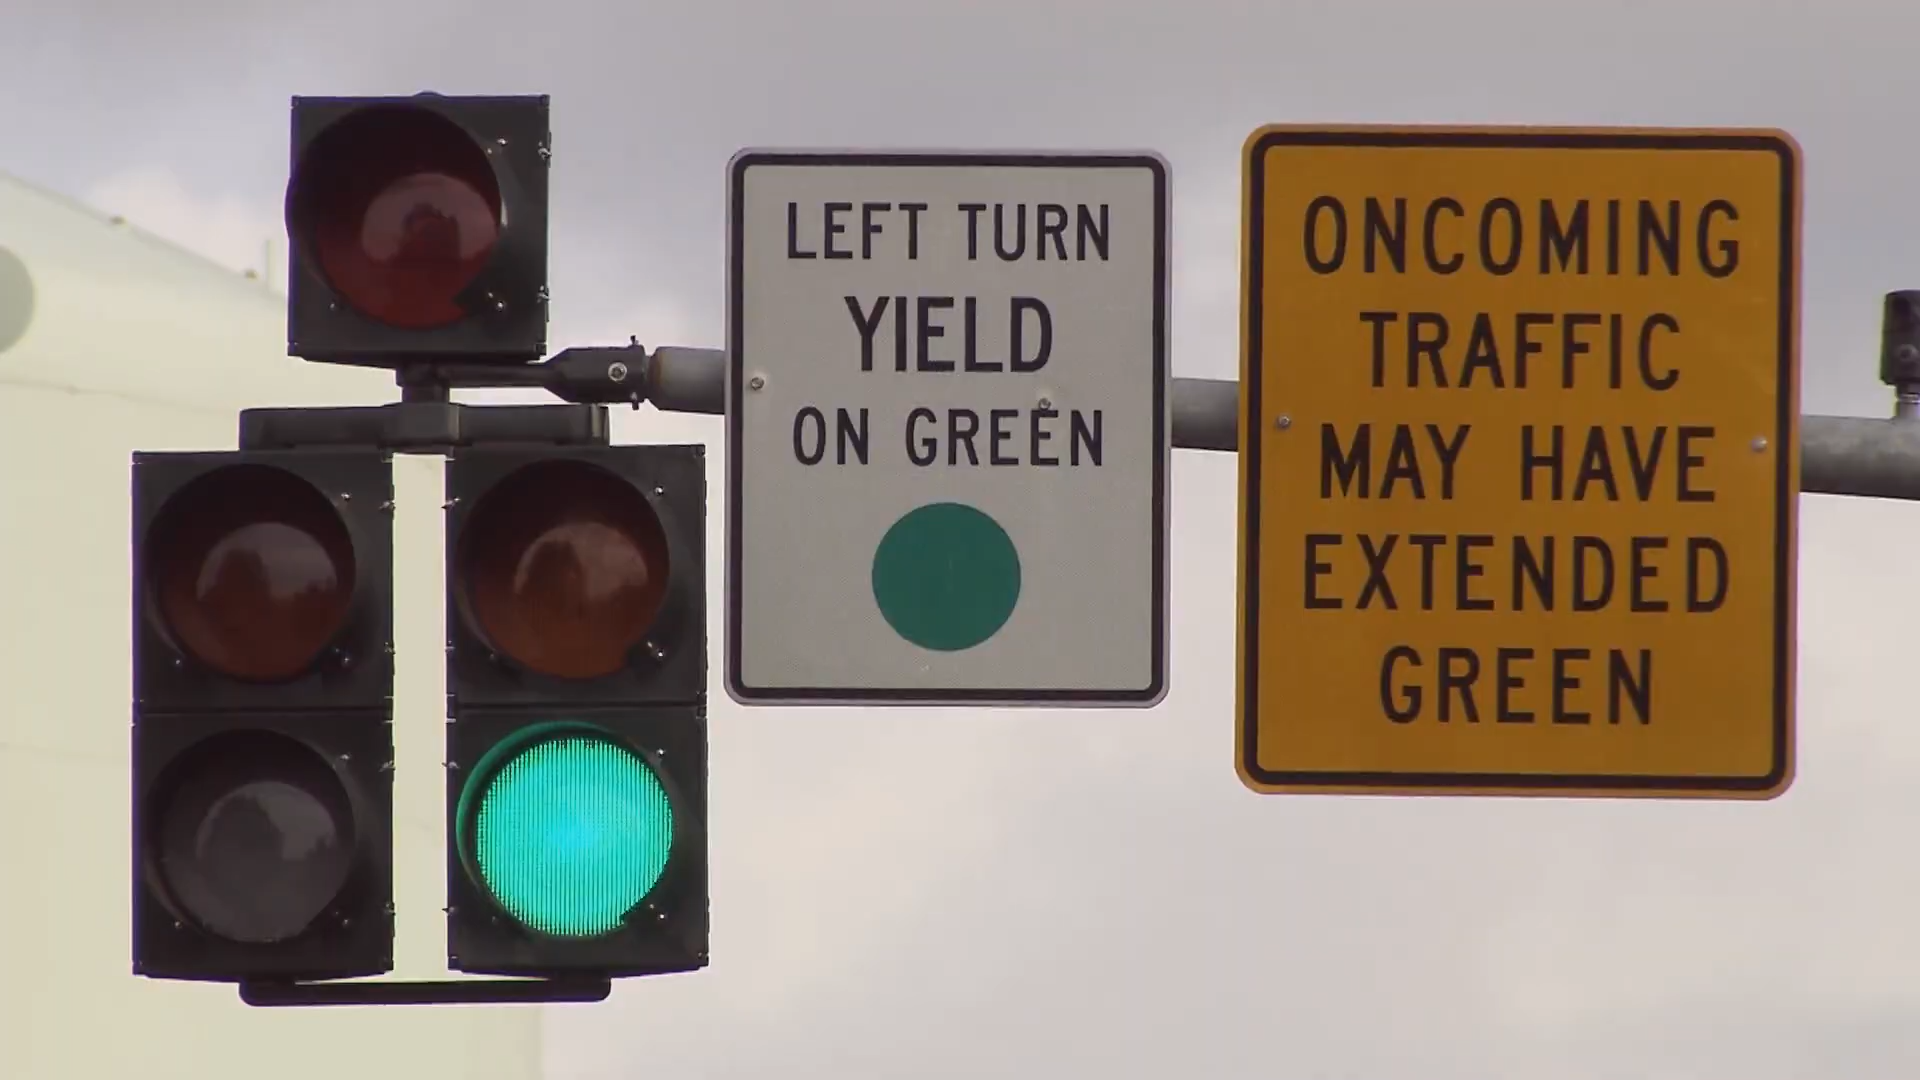 LEFT TURN
YIELD
ON GREEN
ONCOMING
TRAFFIC
MAY HAVE
EXTENDED
GREEN